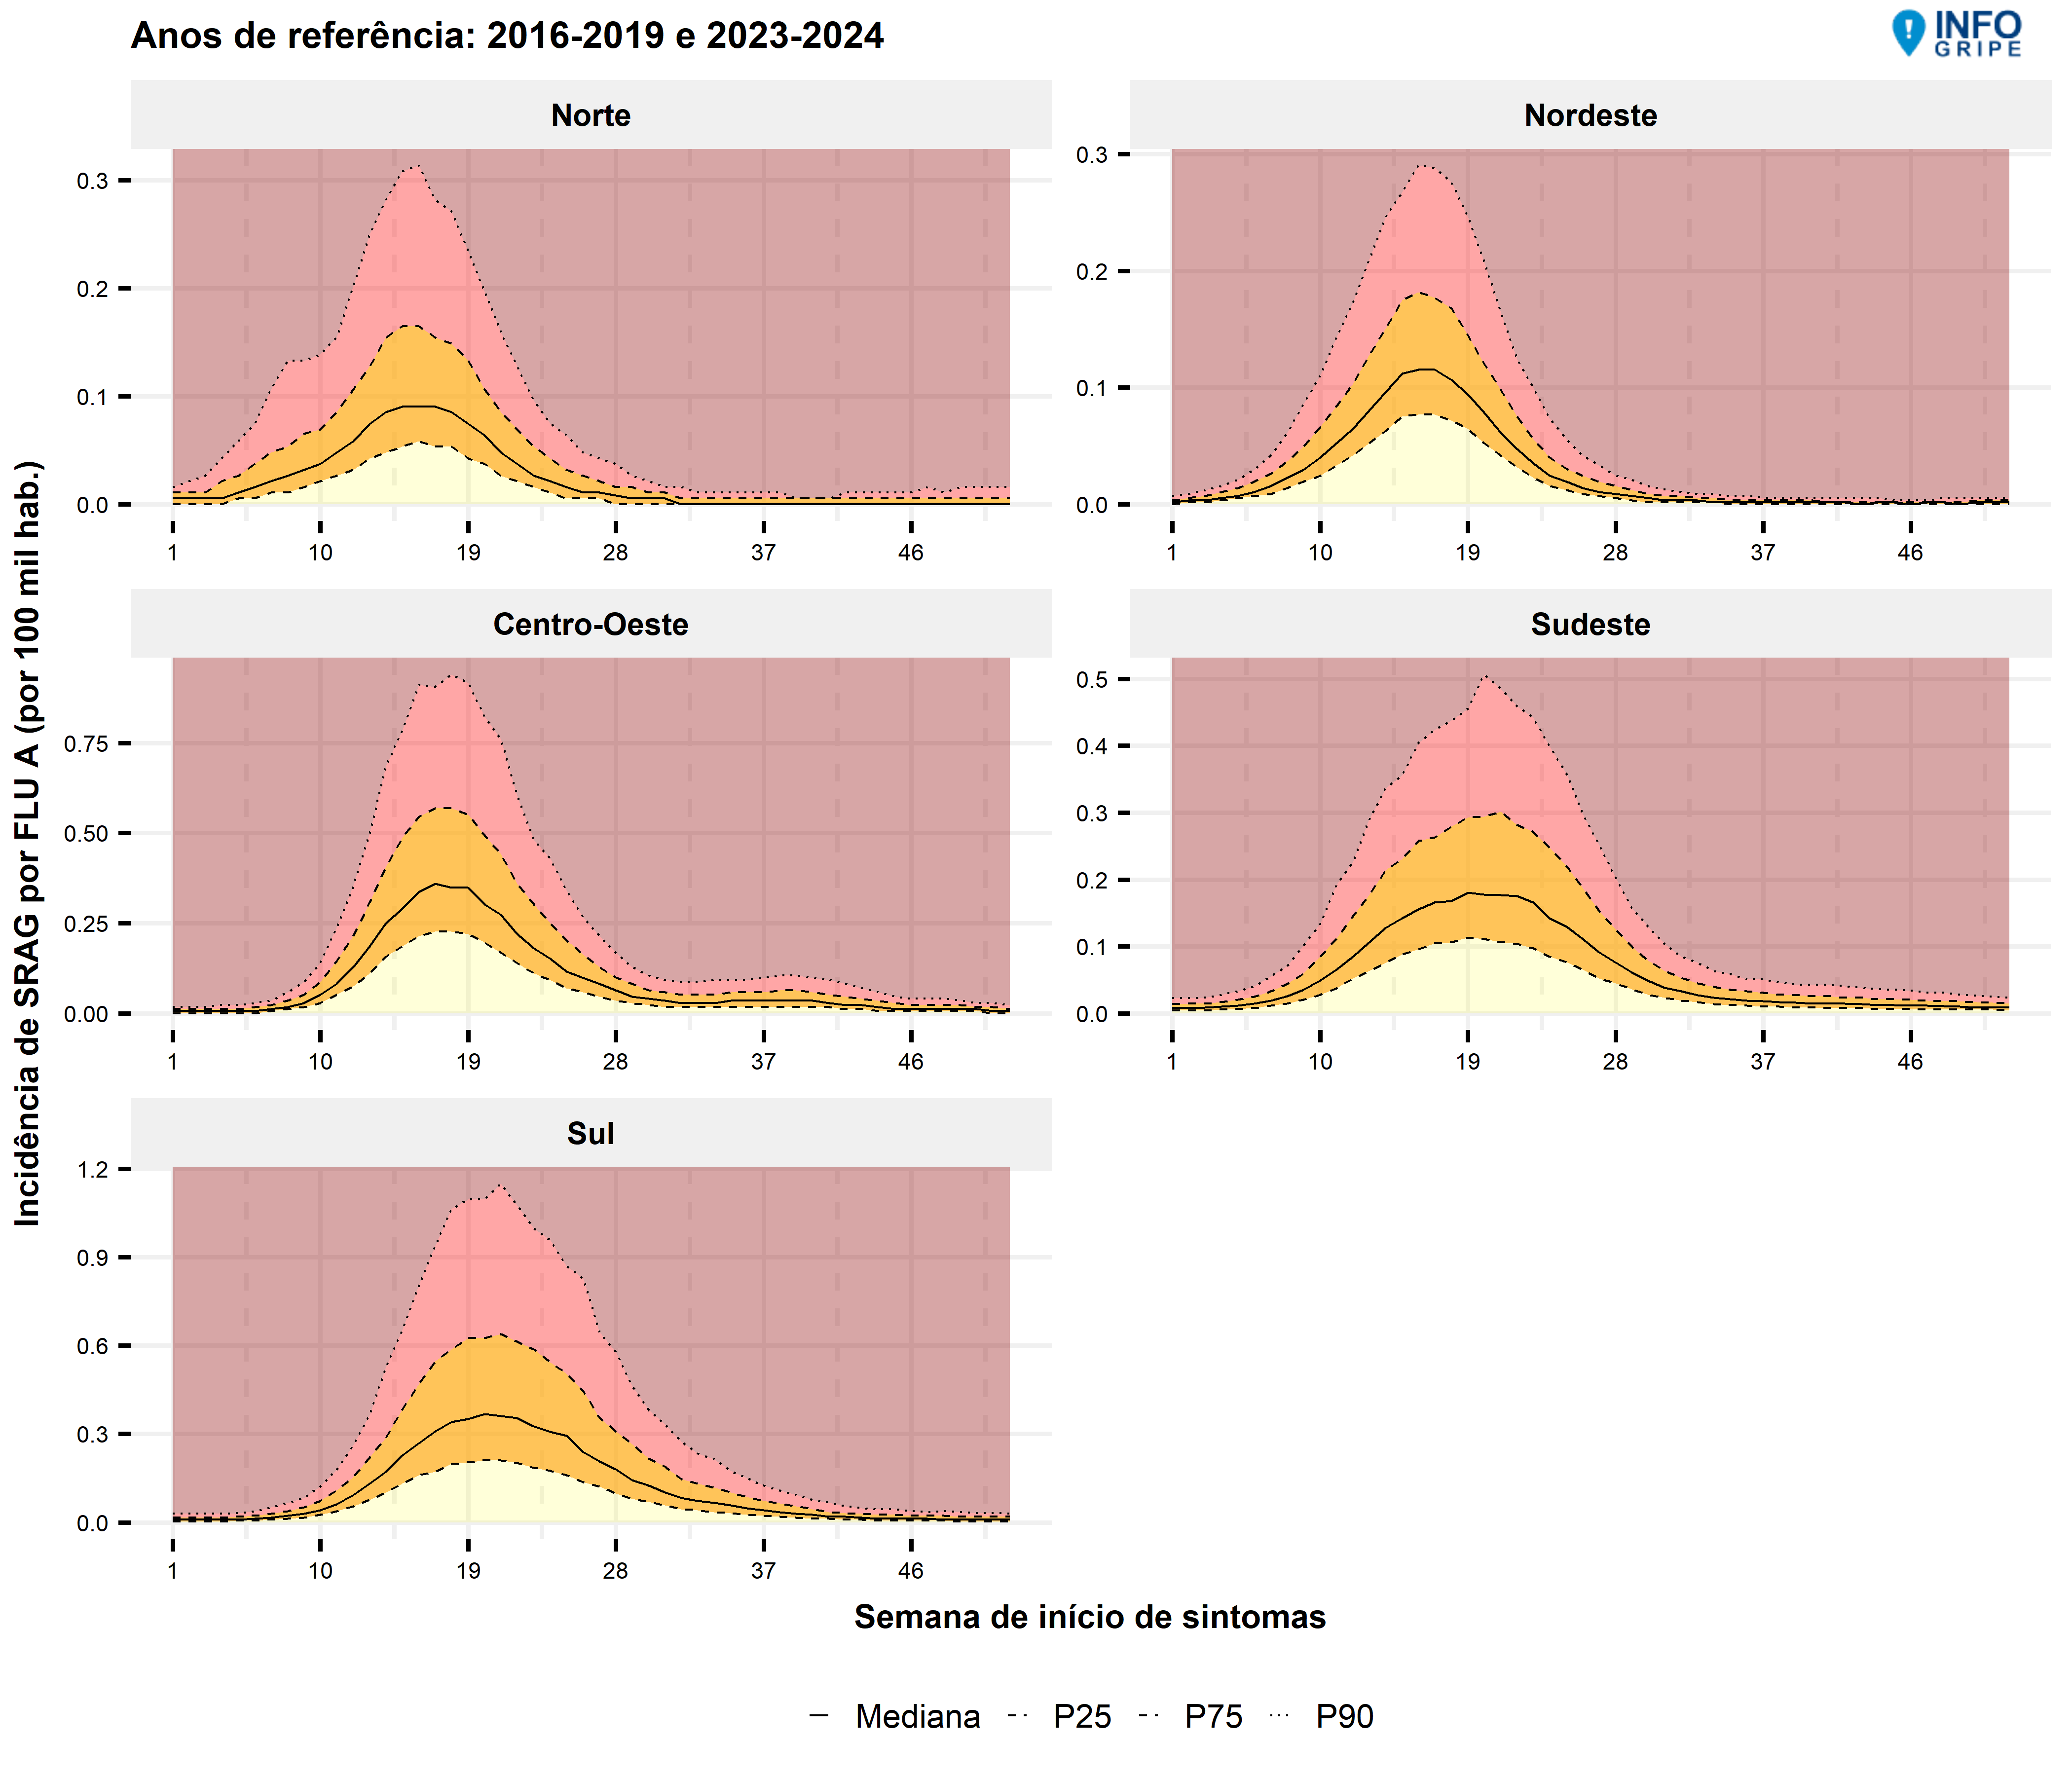 Anos de referência: 2016-2019 e 2023-2024
INFO
GRIPE
Norte
0.3
0.2
0.1
0.0
1 10 19 28 37 46
Nordeste
0.3
0.2
0.1
0.0
1 10 19 28 37 46
Centro-Oeste
0.75
0.50
0.25
0.00
1 10 19 28 37 46
Sudeste
0.5
0.4
0.3
0.2
0.1
0.0
1 10 19 28 37 46
Sul
1.2
0.9
0.6
0.3
0.0
1 10 19 28 37 46
Incidência de SRAG por FLU A (por 100 mil hab.)
Semana de início de sintomas
Mediana P25 P75 P90